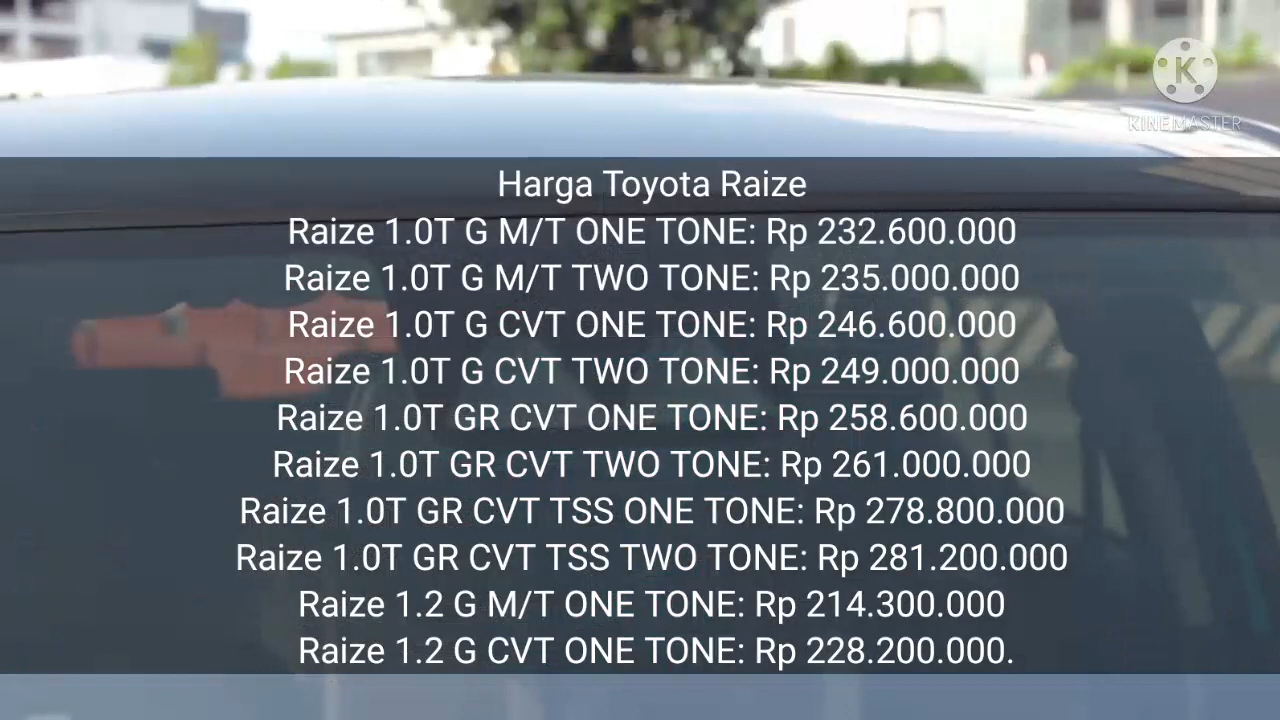 K
KINEMASTER
Harga Toyota Raize
Raize 1.0T G M/T ONE TONE: Rp 232.600.000
Raize 1.0T G M/T TWO TONE: Rp 235.000.000
Raize 1.0T G CVT ONE TONE: Rp 246.600.000
Raize 1.0T G CVT TWO TONE: Rp 249.000.000
Raize 1.0T GR CVT ONE TONE: Rp 258.600.000
Raize 1.0T GR CVT TWO TONE: Rp 261.000.000
Raize 1.0T GR CVT TSS ONE TONE: Rp 278.800.000
Raize 1.0T GR CVT TSS TWO TONE: Rp 281.200.000
Raize 1.2 G M/T ONE TONE: Rp 214.300.000
Raize 1.2 G CVT ONE TONE: Rp 228.200.000.